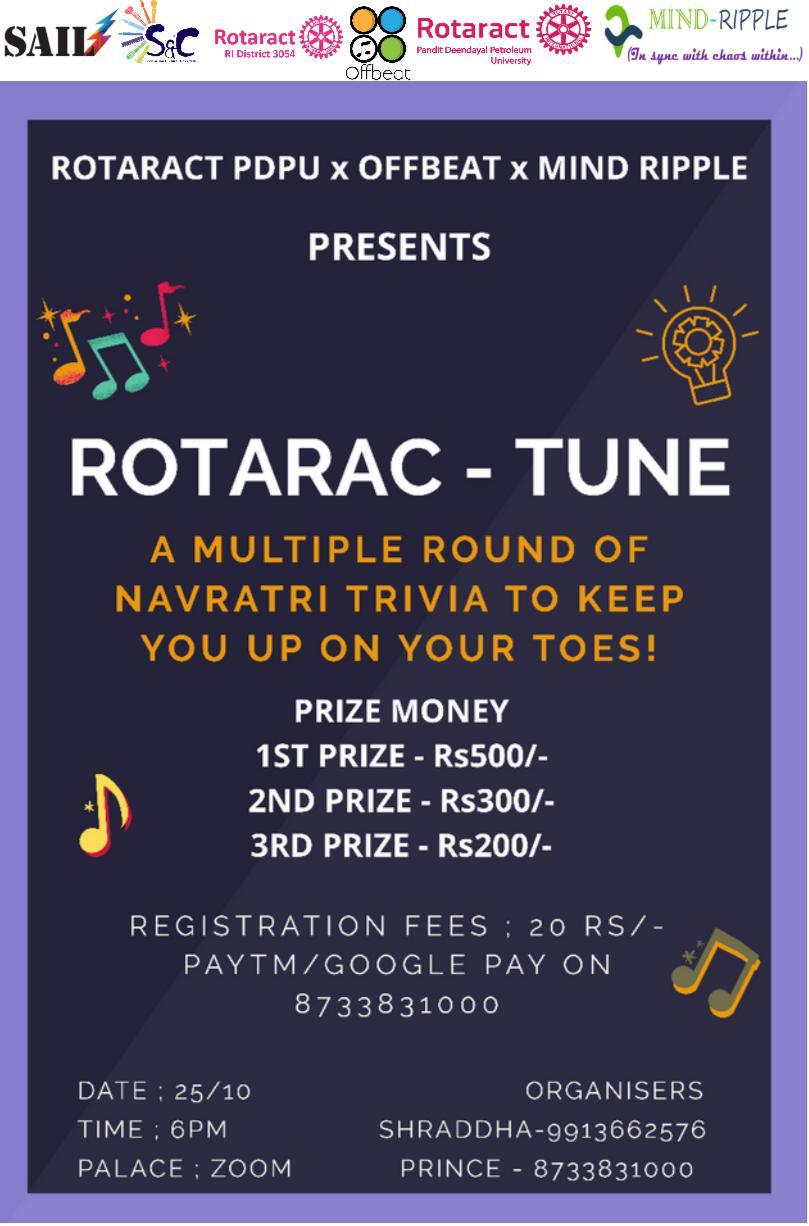 SAIL
S&C
Rotaract
RI District 3054
Offbeat
Rotaract
Pandit Deendayal Petroleum
University
MIND-RIPPLE
(In sync with chaos within...)
ROTARACT PDPU x OFFBEAT x MIND RIPPLE
PRESENTS
ROTARAC - TUNE
A MULTIPLE ROUND OF
NAVRATRI TRIVIA TO KEEP
YOU UP ON YOUR TOES!
PRIZE MONEY
1ST PRIZE - Rs500/-
2ND PRIZE - Rs300/-
3RD PRIZE - Rs200/-
REGISTRATION FEES ; 20 RS/-
PAYTM/GOOGLE PAY ON
8733831000
DATE ; 25/10
TIME ; 6PM
PALACE ; ZOOM
ORGANISERS
SHRADDHA-9913662576
PRINCE - 8733831000